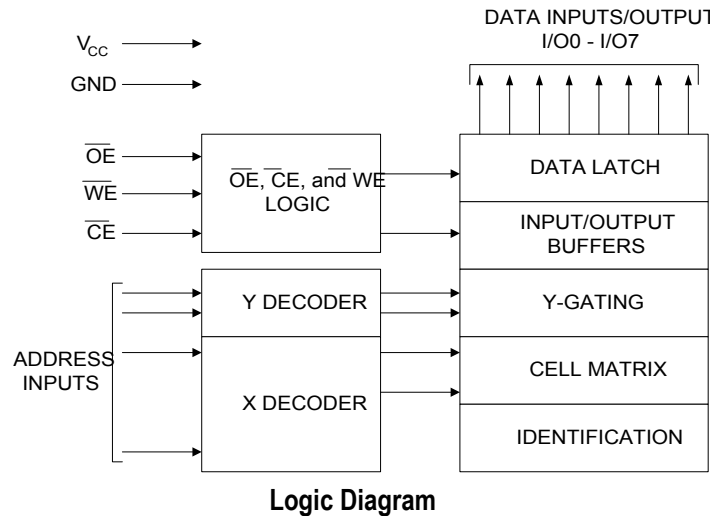 DATA INPUTS/OUTPUT
I/O0 - I/O7
VCC
GND
OE
WE
CE
OE, CE, and WE
LOGIC
DATA LATCH
INPUT/OUTPUT
BUFFERS
Y DECODER
Y-GATING
ADDRESS
INPUTS
X DECODER
CELL MATRIX
IDENTIFICATION
Logic Diagram